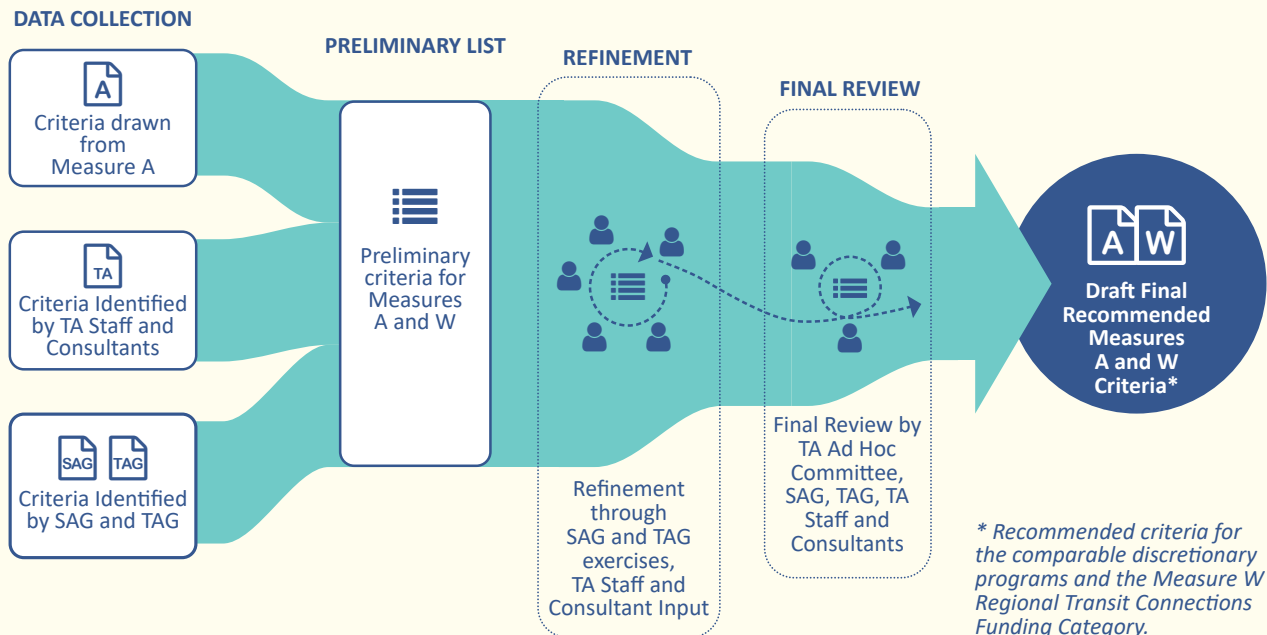 DATA COLLECTION
A
Criteria drawn
from
Measure A
TA
Criteria Identified
by TA Staff and
Consultants
SAG TAG
Criteria Identified
by SAG and TAG
PRELIMINARY LIST
Preliminary
criteria for
Measures
A and W
REFINEMENT
Refinement
through
SAG and TAG
exercises,
TA Staff and
Consultant Input
FINAL REVIEW
Final Review by
TA Ad Hoc
Committee,
SAG, TAG, TA
Staff and
Consultants
A W
Draft Final
Recommended
Measures
A and W
Criteria*
* Recommended criteria for
the comparable discretionary
programs and the Measure W
Regional Transit Connections
Funding Category.